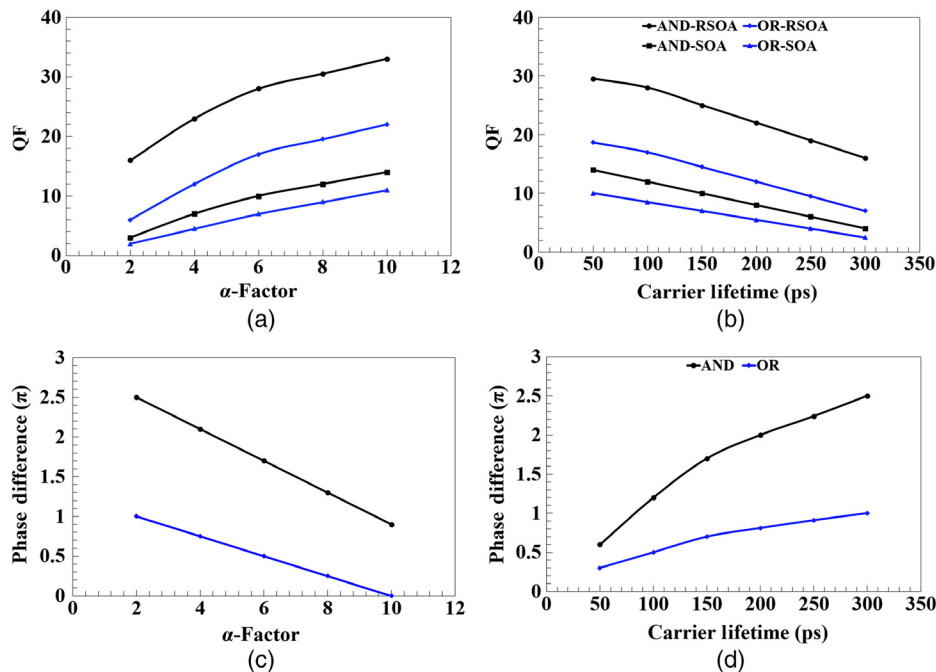 40
30
20
10
0
QF
0 2 4 6 8 10 12
α-Factor
(a)
40
30
20
10
0
QF
AND-RSOA OR-RSOA
AND-SOA OR-SOA
0 50 100 150 200 250 300 350
Carrier lifetime (ps)
(b)
3
2.5
2
1.5
1
0.5
0
Phase difference (π)
0 2 4 6 8 10 12
α-Factor
(c)
3
2.5
2
1.5
1
0.5
0
Phase difference (π)
AND OR
0 50 100 150 200 250 300 350
Carrier lifetime (ps)
(d)